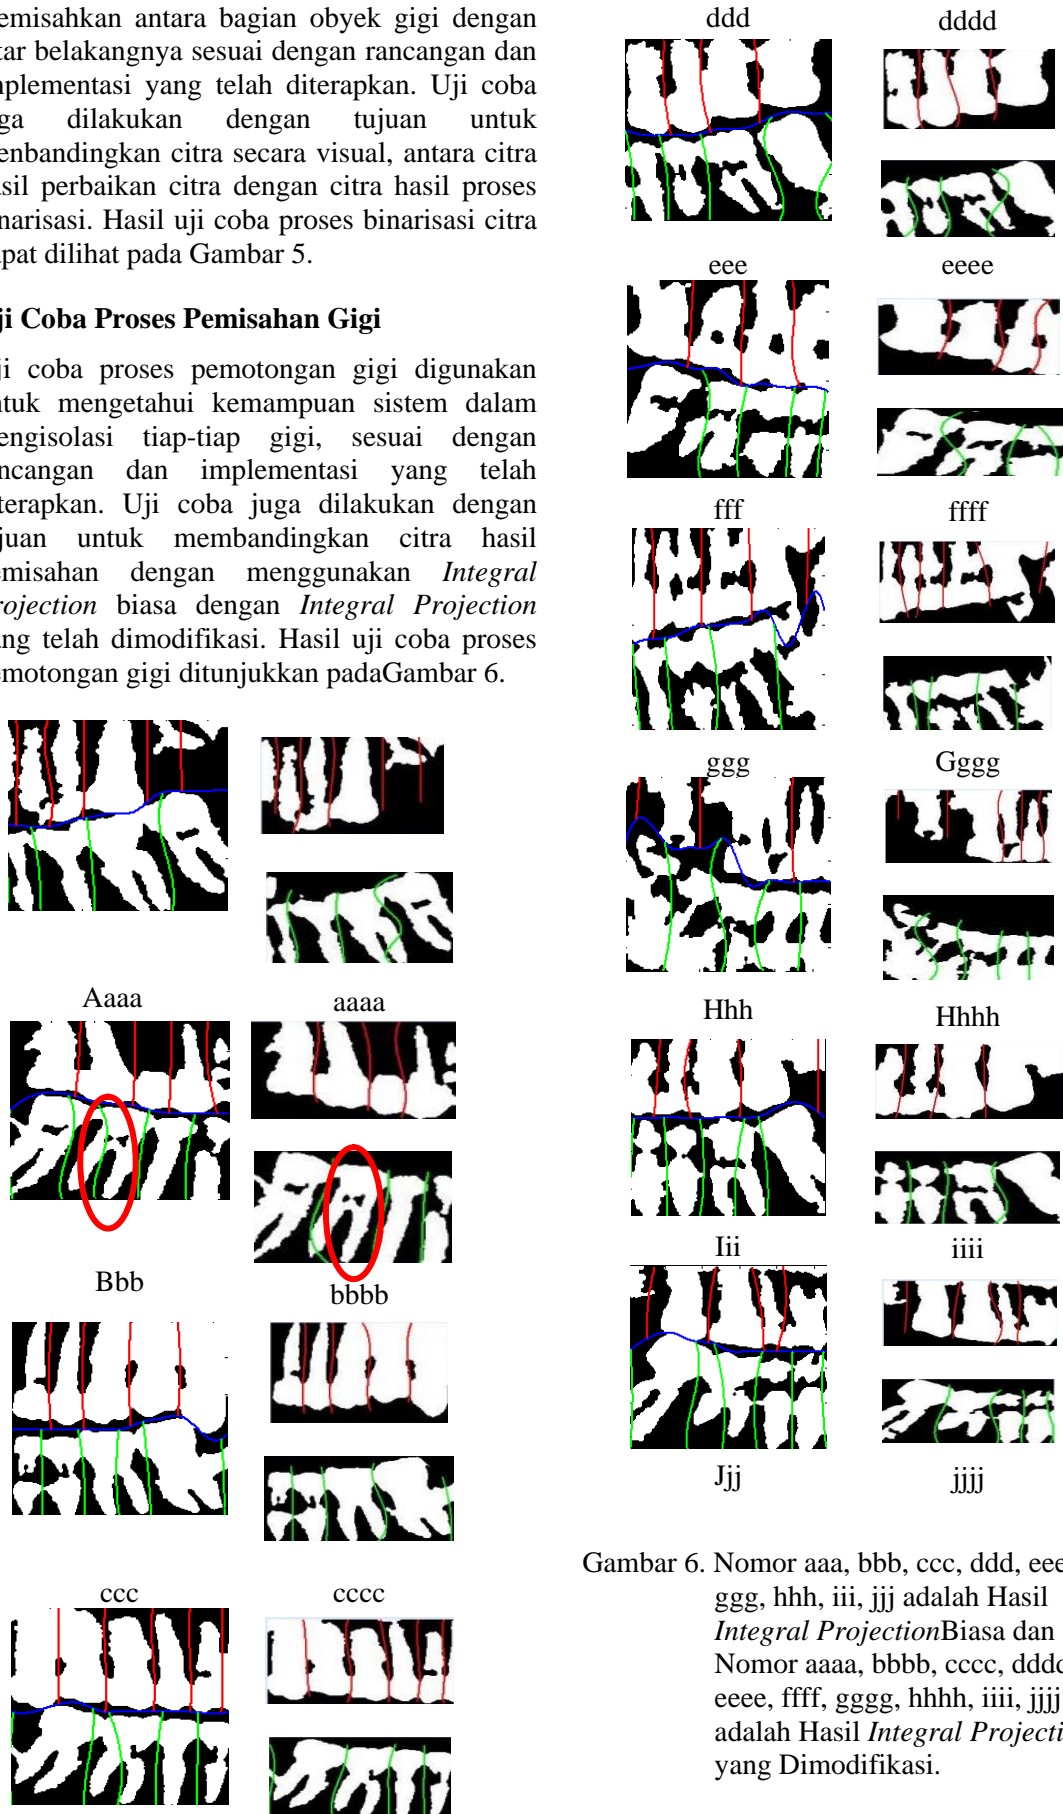 emisahkan antara bagian obyek gigi dengan
tar belakangnya sesuai dengan rancangan dan
nplementasi yang telah diterapkan. Uji coba
ga dilakukan dengan tujuan untuk
enbandingkan citra secara visual, antara citra
asil perbaikan citra dengan citra hasil proses
narisasi. Hasil uji coba proses binarisasi citra
apat dilihat pada Gambar 5.
ji Coba Proses Pemisahan Gigi
ji coba proses pemotongan gigi digunakan
ntuk mengetahui kemampuan sistem dalam
engisolasi tiap-tiap gigi, sesuai dengan
ncangan dan implementasi yang telah
terapkan. Uji coba juga dilakukan dengan
juan untuk membandingkan citra hasil
emisahan dengan menggunakan Integral
rojection biasa dengan Integral Projection
ang telah dimodifikasi. Hasil uji coba proses
emotongan gigi ditunjukkan padaGambar 6.
Aaaa aaaa
Bbb bbbb
ccc cccc
ddd dddd
eee eeee
fff ffff
ggg Gggg
Hhh Hhhh
Iii iiii
Jjj jjjj
Gambar 6. Nomor aaa, bbb, ccc, ddd, eee
ggg, hhh, iii, jjj adalah Hasil
Integral ProjectionBiasa dan
Nomor aaaa, bbbb, cccc, dddd
eeee, ffff, gggg, hhhh, iiii, jjjj
adalah Hasil Integral Projecti
yang Dimodifikasi.